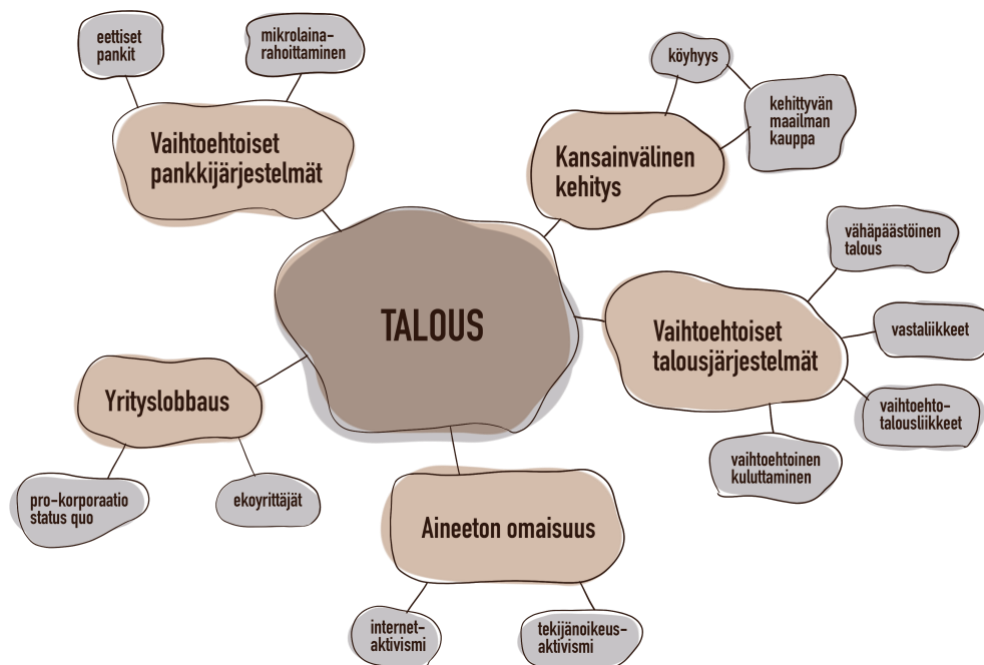 eettiset
pankit
mikrolaina-
rahoittaminen
Vaihtoehtoiset
pankkijärjestelmät
köyhyys
kehittyvän
maailman
kauppa
Kansainvälinen
kehitys
TALOUS
vähäpäästöinen
talous
Vaihtoehtoiset
talousjärjestelmät
vastaliikkeet
vaihtoehto-
talousliikkeet
vaihtoehtoinen
kuluttaminen
Yrityslobbaus
pro-korporaatio
status quo
ekoyrittäjät
Aineeton omaisuus
internet-
aktivismi
tekijänoikeus-
aktivismi